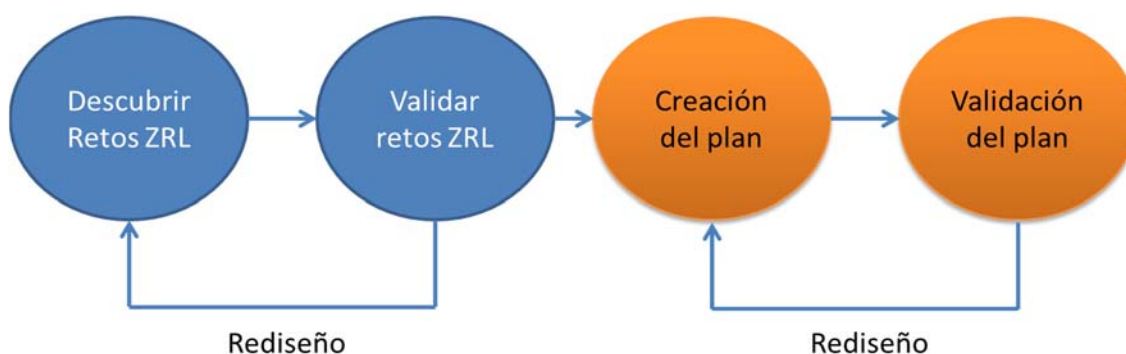 Descubrir
Retos ZRL
Validar
retos ZRL
Creación
del plan
Validación
del plan
Rediseño
Rediseño